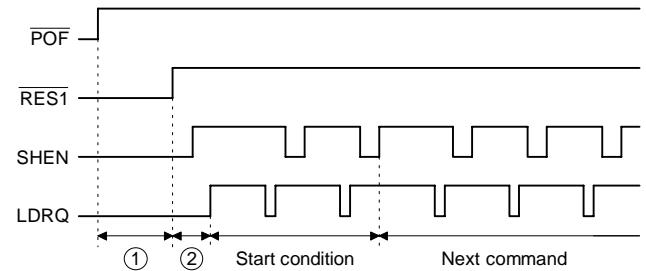 POF
RES1
SHEN
LDRQ
① ② Start condition Next command